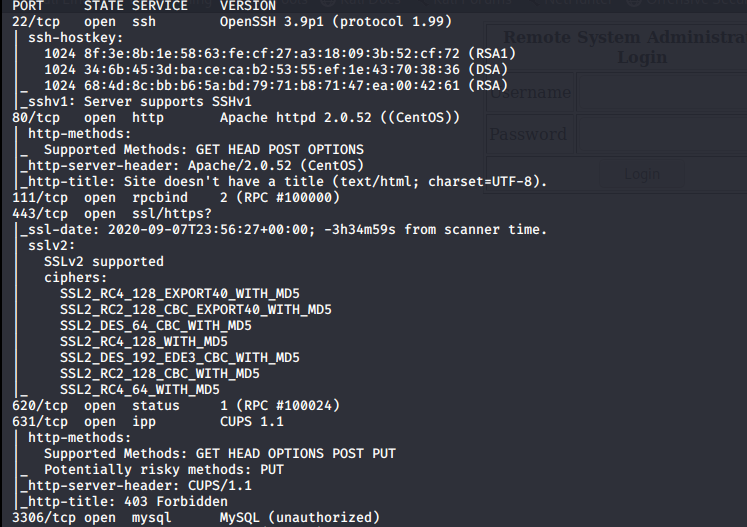 PORT STATE SERVICE VERSION
22/tcp open ssh OpenSSH 3.9p1 (protocol 1.99)
| ssh-hostkey:
| 1024 8f:3e:8b:1e:58:63:fe:cf:27:a3:18:09:3b:52:cf:72 (RSA1)
| 1024 34:6b:45:3d:ba:ce:ca:b2:53:55:ef:1e:43:70:38:36 (DSA)
|_ 1024 68:4d:8c:bb:b6:5a:bd:79:71:b8:71:47:ea:00:42:61 (RSA)
|_sshv1: Server supports SSHv1
80/tcp open http Apache httpd 2.0.52 ((CentOS))
| http-methods:
|_ Supported Methods: GET HEAD POST OPTIONS
|_http-server-header: Apache/2.0.52 (CentOS)
|_http-title: Site doesn't have a title (text/html; charset=UTF-8).
111/tcp open rpcbind 2 (RPC #100000)
443/tcp open ssl/https?
|_ssl-date: 2020-09-07T23:56:27+00:00; -3h34m59s from scanner time.
| sslv2:
| SSLv2 supported
| ciphers:
| SSL2_RC4_128_EXPORT40_WITH_MD5
| SSL2_RC2_128_CBC_EXPORT40_WITH_MD5
| SSL2_DES_64_CBC_WITH_MD5
| SSL2_RC4_128_WITH_MD5
| SSL2_DES_192_EDE3_CBC_WITH_MD5
| SSL2_RC2_128_CBC_WITH_MD5
|_ SSL2_RC4_64_WITH_MD5
620/tcp open status 1 (RPC #100024)
631/tcp open ipp CUPS 1.1
| http-methods:
| Supported Methods: GET HEAD OPTIONS POST PUT
|_ Potentially risky methods: PUT
|_http-server-header: CUPS/1.1
|_http-title: 403 Forbidden
3306/tcp open mysql MySQL (unauthorized)
Remote System Administra
Login
Username
Password
Login